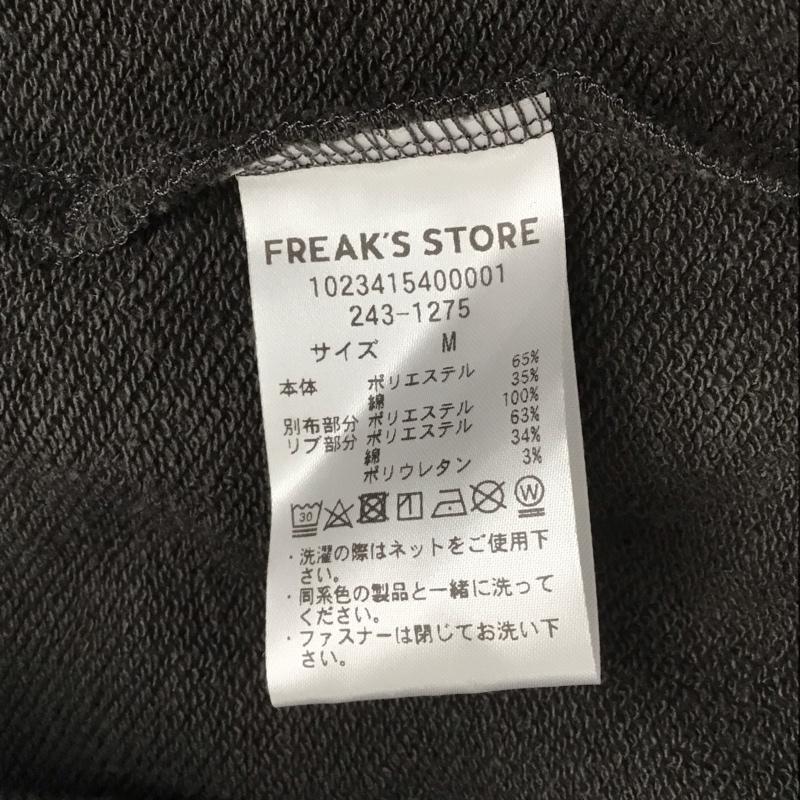 FREAK'S STORE
1023415400001
243-1275
サイズ M
本体 ポリエステル 65%
綿 35%
別布部分 ポリエステル 100%
リブ部分 ポリエステル 63%
綿 34%
ポリウレタン 3%
30 W
・洗濯の際はネットをご使用下
さい。
・同系色の製品と一緒に洗って
ください。
・ファスナーは閉じてお洗い下
さい。